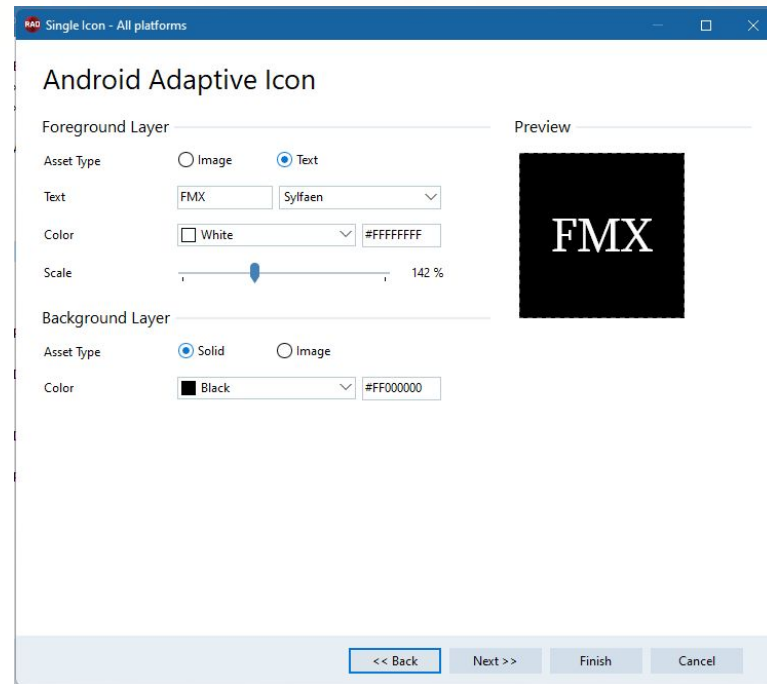 RAD Single Icon - All platforms
Android Adaptive Icon
Foreground Layer
Asset Type Image Text
Text FMX Sylfaen
Color White #FFFFFFFF
Scale 142 %
Background Layer
Asset Type Solid Image
Color Black #FF000000
Preview
FMX
<< Back Next >> Finish Cancel